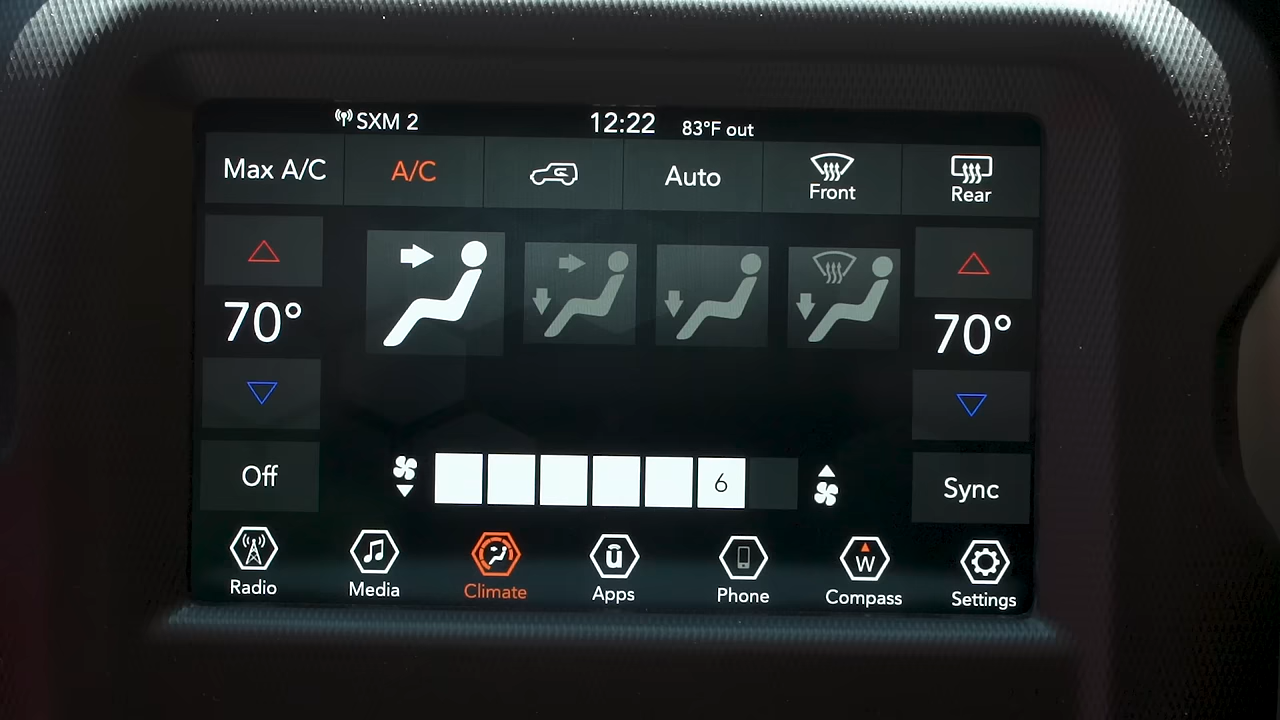 SXM 2 12:22 83°F out
Max A/C A/C Auto Front Rear
70° 70°
Off 6 Sync
W
Radio Media Climate Apps Phone Compass Settings